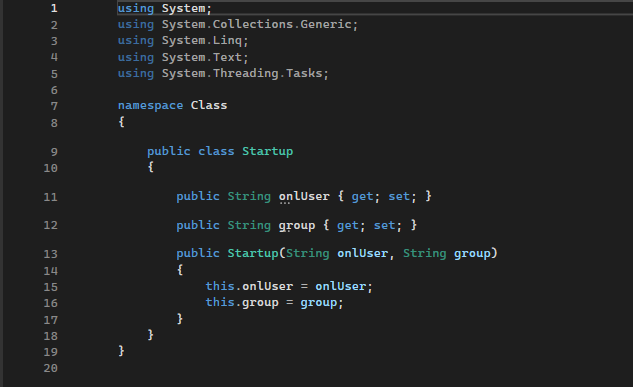 1 using System;
2 using System.Collections.Generic;
3 using System.Linq;
4 using System.Text;
5 using System.Threading.Tasks;
6
7 namespace Class
8 {
9 public class Startup
10 {
11 public String onlUser { get; set; }
12 public String group { get; set; }
13 public Startup(String onlUser, String group)
14 {
15 this.onlUser = onlUser;
16 this.group = group;
17 }
18 }
19 }
20